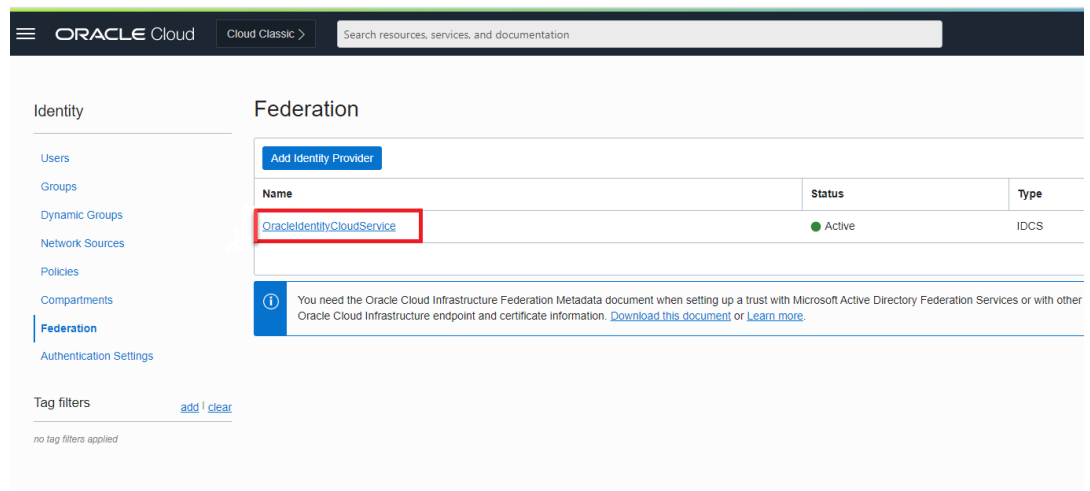 ORACLE Cloud
Cloud Classic >
Search resources, services, and documentation
Identity
Users
Groups
Dynamic Groups
Network Sources
Policies
Compartments
Federation
Authentication Settings
Tag filters
add | clear
no tag filters applied
Federation
Add Identity Provider
Name Status Type
OracleIdentityCloudService Active IDCS
You need the Oracle Cloud Infrastructure Federation Metadata document when setting up a trust with Microsoft Active Directory Federation Services or with other
Oracle Cloud Infrastructure endpoint and certificate information. Download this document or Learn more.